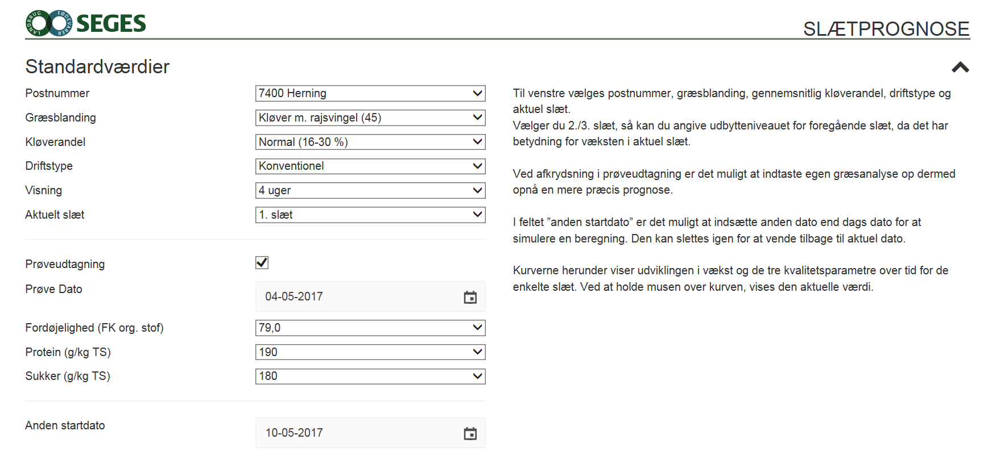 LANDBRUG FØDEVARER
SEGES
SLÆTPROGNOSE
Standardværdier
Postnummer
7400 Herning
Græsblanding
Kløver m. rajsvingel (45)
Kløverandel
Normal (16-30 %)
Driftstype
Konventionel
Visning
4 uger
Aktuelt slæt
1. slæt
Prøveudtagning
Prøve Dato
04-05-2017
Fordøjelighed (FK org. stof)
79,0
Protein (g/kg TS)
190
Sukker (g/kg TS)
180
Anden startdato
10-05-2017
Til venstre vælges postnummer, græsblanding, gennemsnitlig kløverandel, driftstype og
aktuel slæt.
Vælger du 2./3. slæt, så kan du angive udbytteniveauet for foregående slæt, da det har
betydning for væksten i aktuel slæt.
Ved afkrydsning i prøveudtagning er det muligt at indtaste egen græsanalyse op dermed
opnå en mere præcis prognose.
I feltet ”anden startdato” er det muligt at indsætte anden dato end dags dato for at
simulere en beregning. Den kan slettes igen for at vende tilbage til aktuel dato.
Kurverne herunder viser udviklingen i vækst og de tre kvalitetsparametre over tid for de
enkelte slæt. Ved at holde musen over kurven, vises den aktuelle værdi.